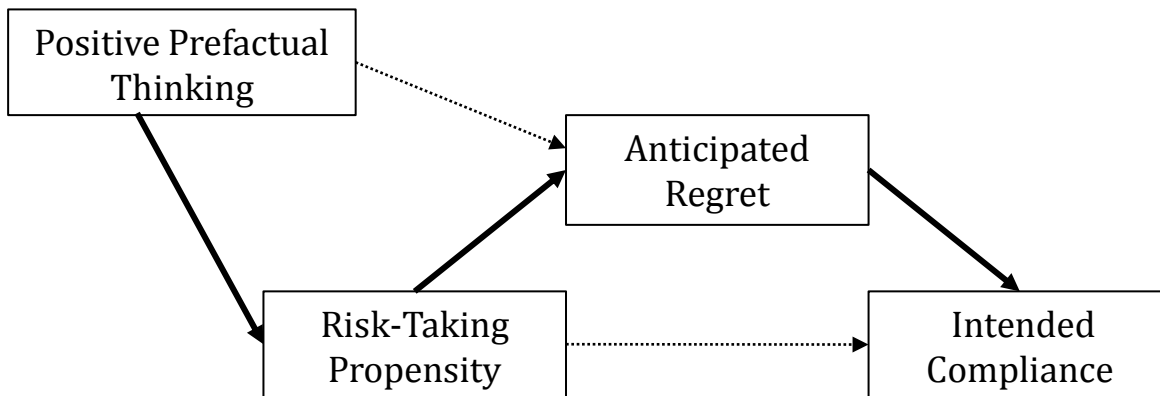 Positive Prefactual
Thinking
Anticipated
Regret
Risk-Taking
Propensity
Intended
Compliance